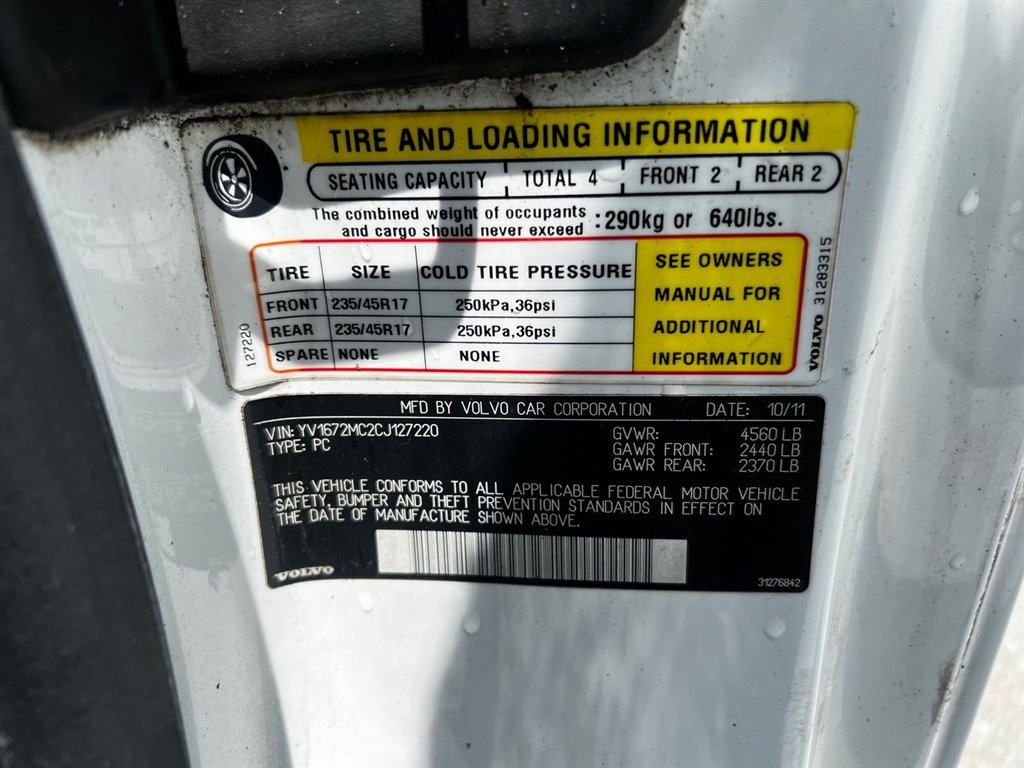 TIRE AND LOADING INFORMATION
SEATING CAPACITY TOTAL 4 FRONT 2 REAR 2
The combined weight of occupants
and cargo should never exceed : 290kg or 640lbs.
TIRE SIZE COLD TIRE PRESSURE
FRONT 235/45R17 250kPa,36psi
REAR 235/45R17 250kPa,36psi
SPARE NONE NONE
SEE OWNERS
MANUAL FOR
ADDITIONAL
INFORMATION
127220
VOLVO 31283315
MFD BY VOLVO CAR CORPORATION DATE: 10/11
VIN: YV1672MC2CJ127220
TYPE: PC
GVWR: 4560 LB
GAWR FRONT: 2440 LB
GAWR REAR: 2370 LB
THIS VEHICLE CONFORMS TO ALL APPLICABLE FEDERAL MOTOR VEHICLE
SAFETY, BUMPER AND THEFT PREVENTION STANDARDS IN EFFECT ON
THE DATE OF MANUFACTURE SHOWN ABOVE.
VOLVO
31276842